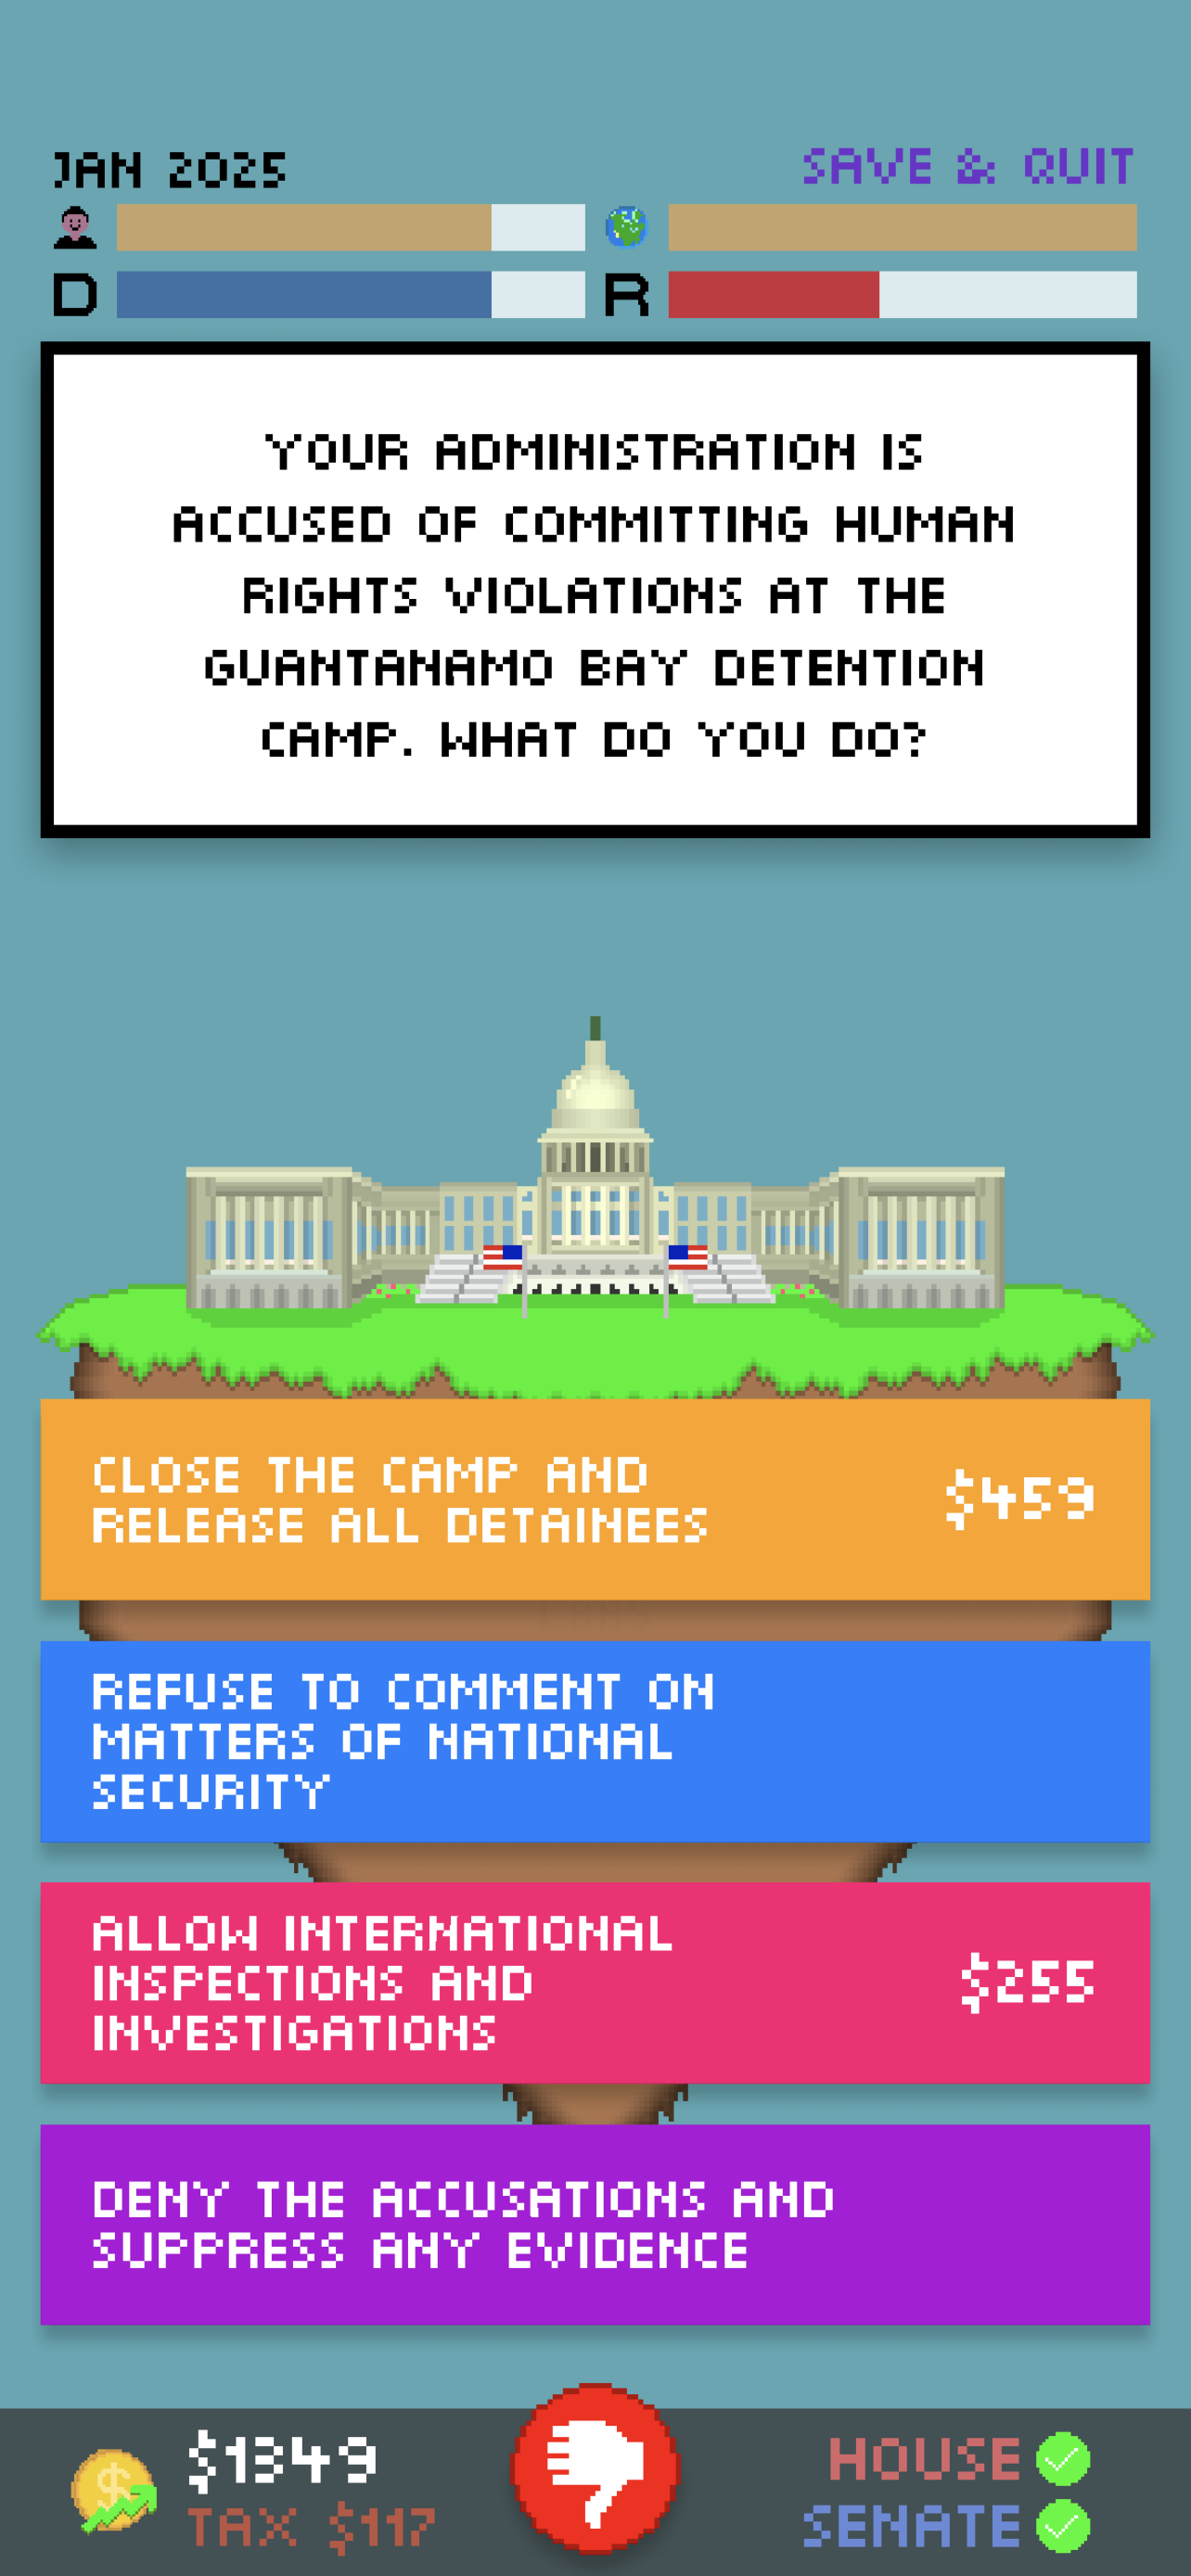 JAN 2025
SAVE & QUIT
D
R
YOUR ADMINISTRATION IS
ACCUSED OF COMMITTING HUMAN
RIGHTS VIOLATIONS AT THE
GUANTANAMO BAY DETENTION
CAMP. WHAT DO YOU DO?
CLOSE THE CAMP AND
RELEASE ALL DETAINEES
$459
REFUSE TO COMMENT ON
MATTERS OF NATIONAL
SECURITY
ALLOW INTERNATIONAL
INSPECTIONS AND
INVESTIGATIONS
$255
DENY THE ACCUSATIONS AND
SUPPRESS ANY EVIDENCE
$1349
TAX $117
HOUSE
SENATE